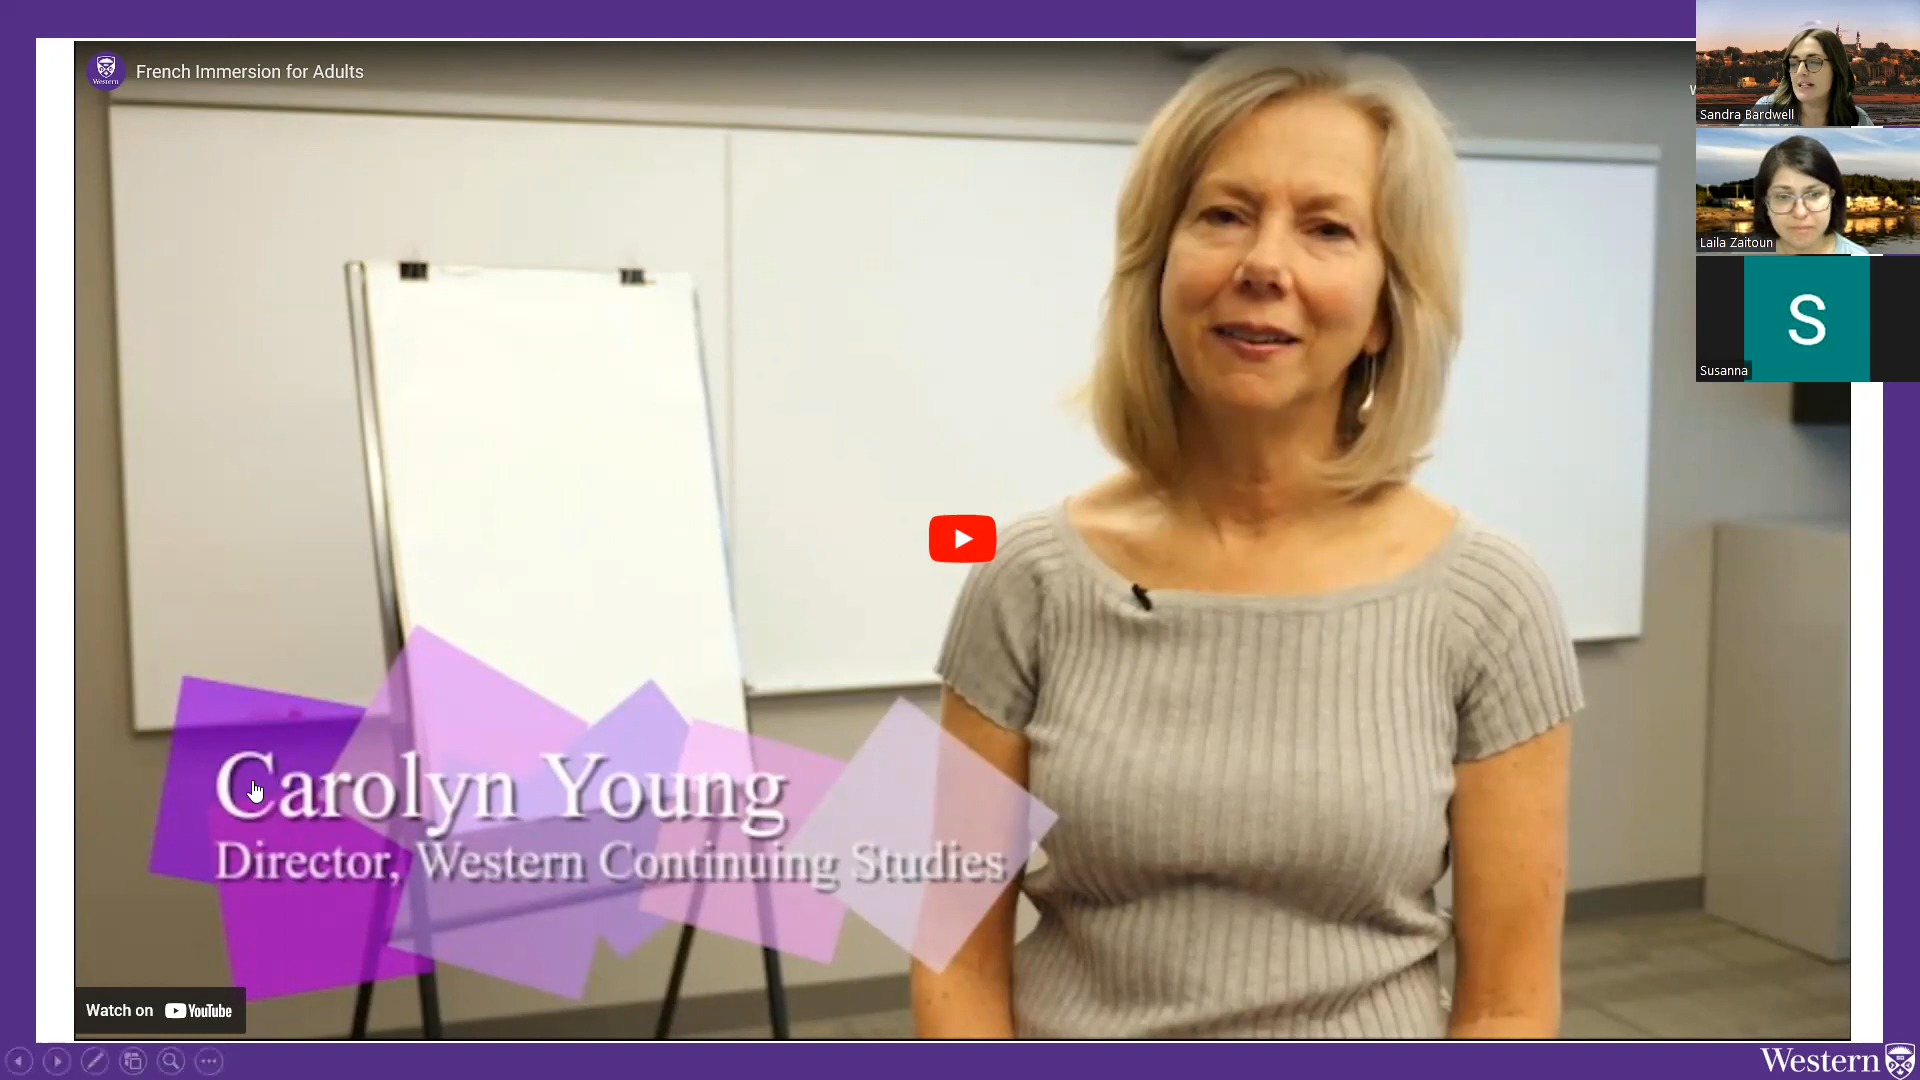 Western
French Immersion for Adults
W
Sandra Bardwell
Laila Zaitoun
S
Susanna
Carolyn Young
Director, Western Continuing Studies
Watch on YouTube
Western